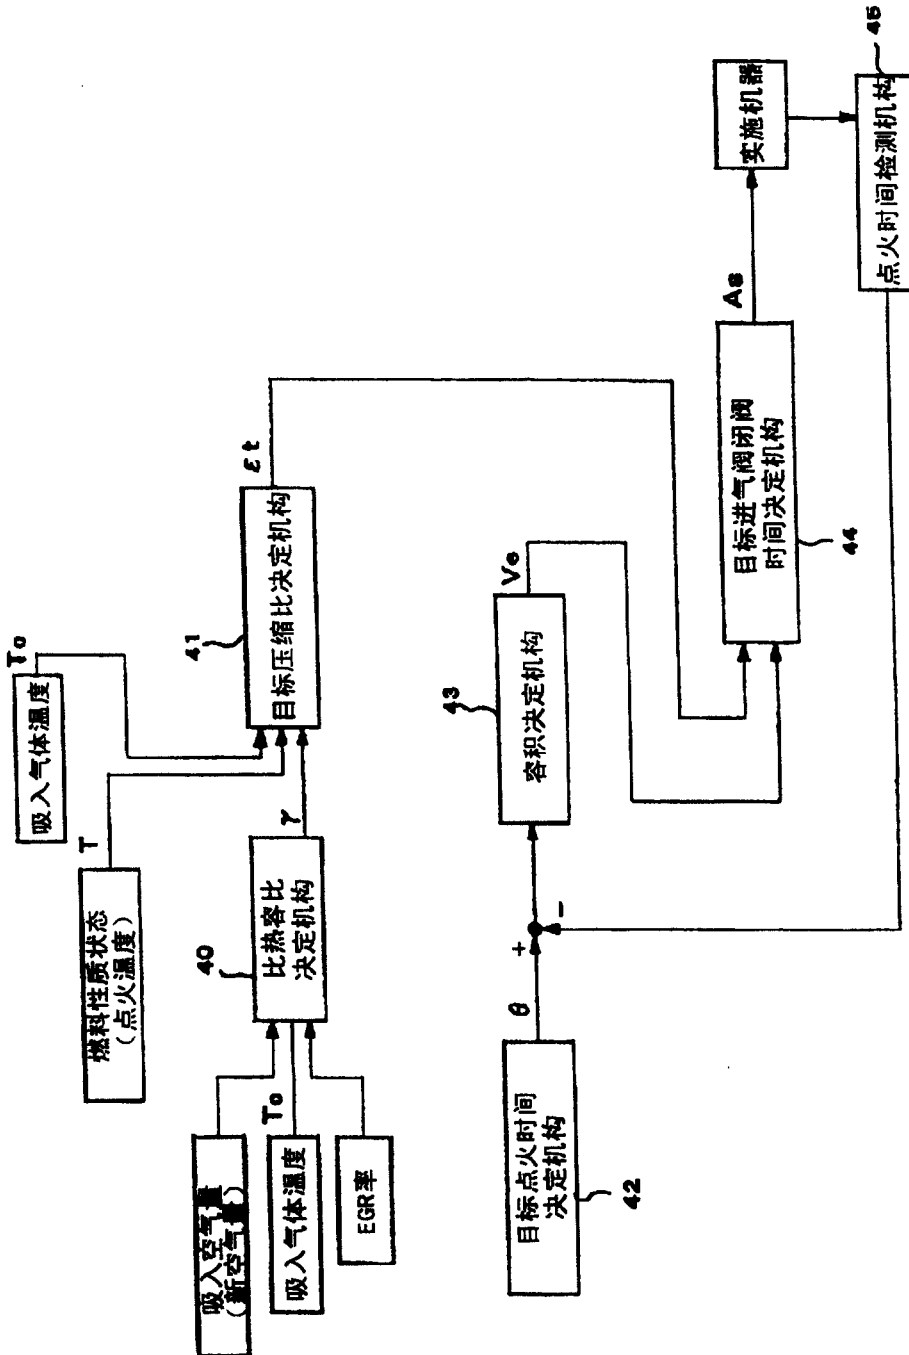 吸入空气量
（新空气量）
To
吸入气体温度
EGR率
燃料性质状态
（点火温度）
T
吸入气体温度
To
40
比热容比
决定机构
γ
41
目标压缩比决定机构
εt
目标点火时间
决定机构
42
θ
+
-
43
容积决定机构
Ve
目标进气阀闭阀
时间决定机构
44
As
实施机器
点火时间检测机构
45